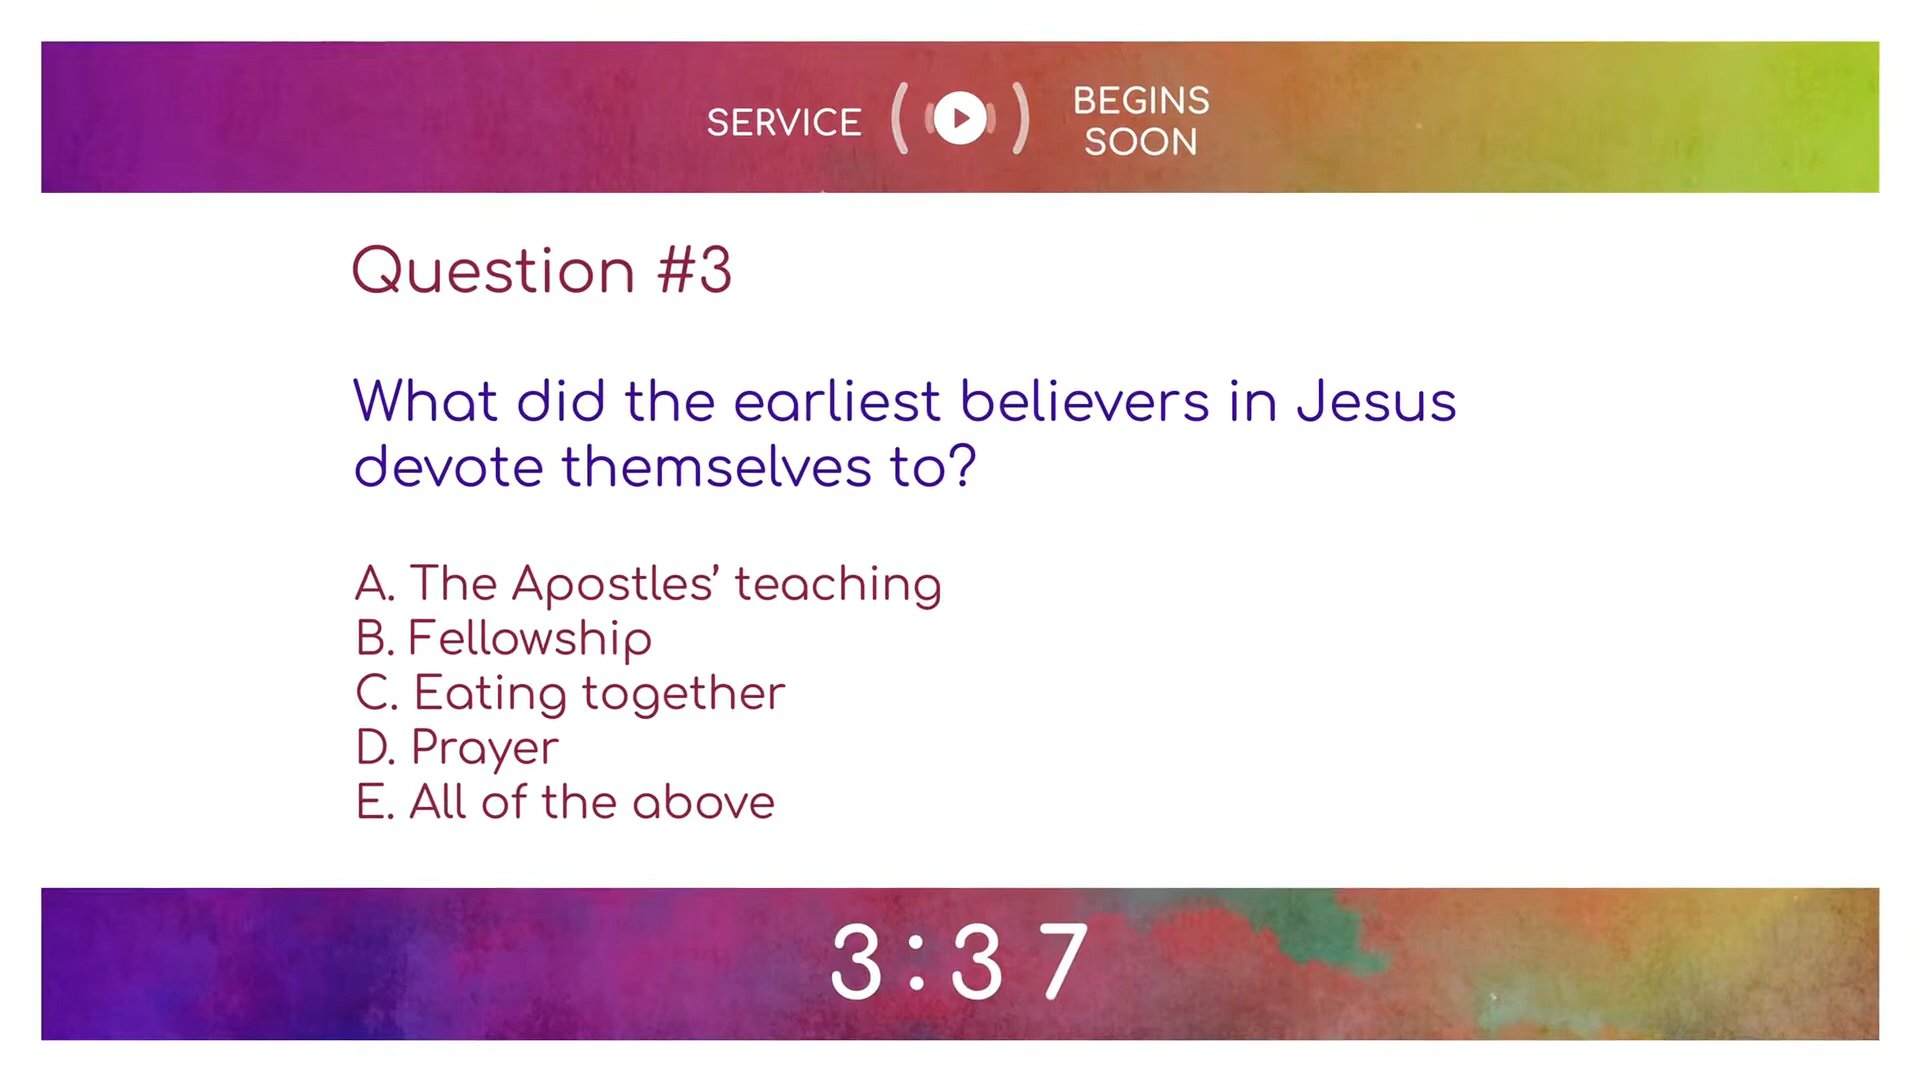 SERVICE
BEGINS
SOON
Question #3
What did the earliest believers in Jesus
devote themselves to?
A. The Apostles’ teaching
B. Fellowship
C. Eating together
D. Prayer
E. All of the above
3:37